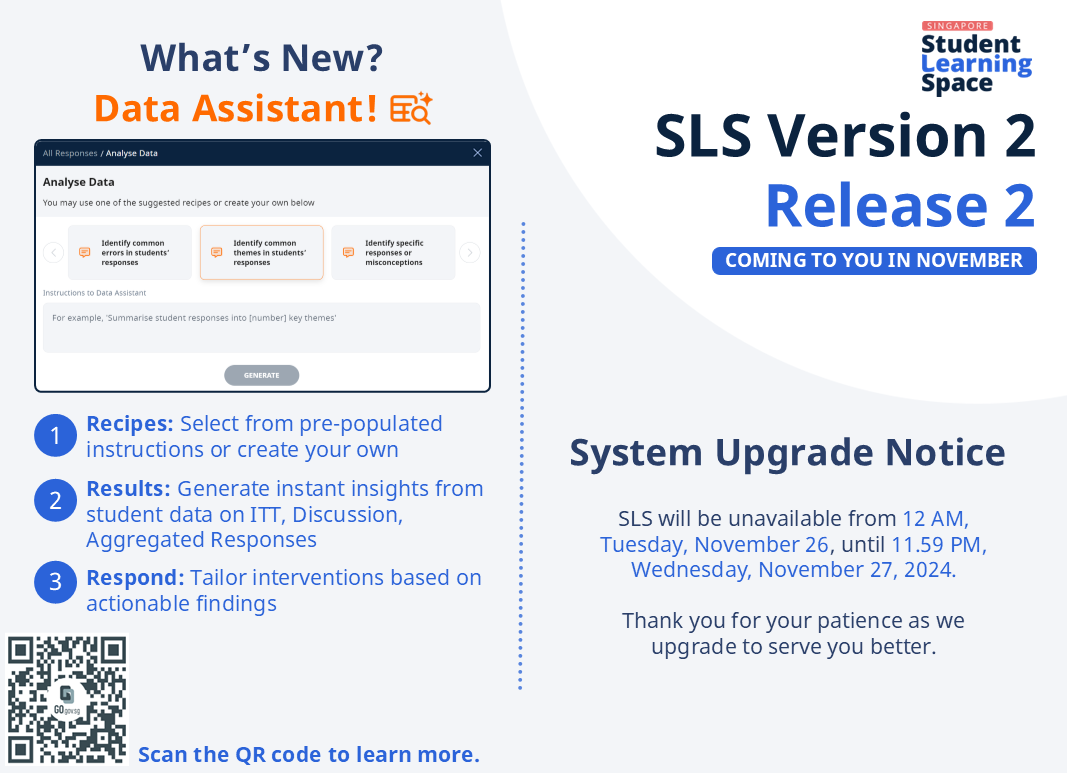 What's New?
Data Assistant!
All Responses / Analyse Data
Analyse Data
You may use one of the suggested recipes or create your own below
Identify common
errors in students'
responses
Identify common
themes in students'
responses
Identify specific
responses or
misconceptions
Instructions to Data Assistant
For example, 'Summarise student responses into [number] key themes'
GENERATE
1
Recipes: Select from pre-populated
instructions or create your own
2
Results: Generate instant insights from
student data on ITT, Discussion,
Aggregated Responses
3
Respond: Tailor interventions based on
actionable findings
GOgovsg
Scan the QR code to learn more.
SINGAPORE
Student
Learning
Space
SLS Version 2
Release 2
COMING TO YOU IN NOVEMBER
System Upgrade Notice
SLS will be unavailable from 12 AM,
Tuesday, November 26, until 11.59 PM,
Wednesday, November 27, 2024.
Thank you for your patience as we
upgrade to serve you better.